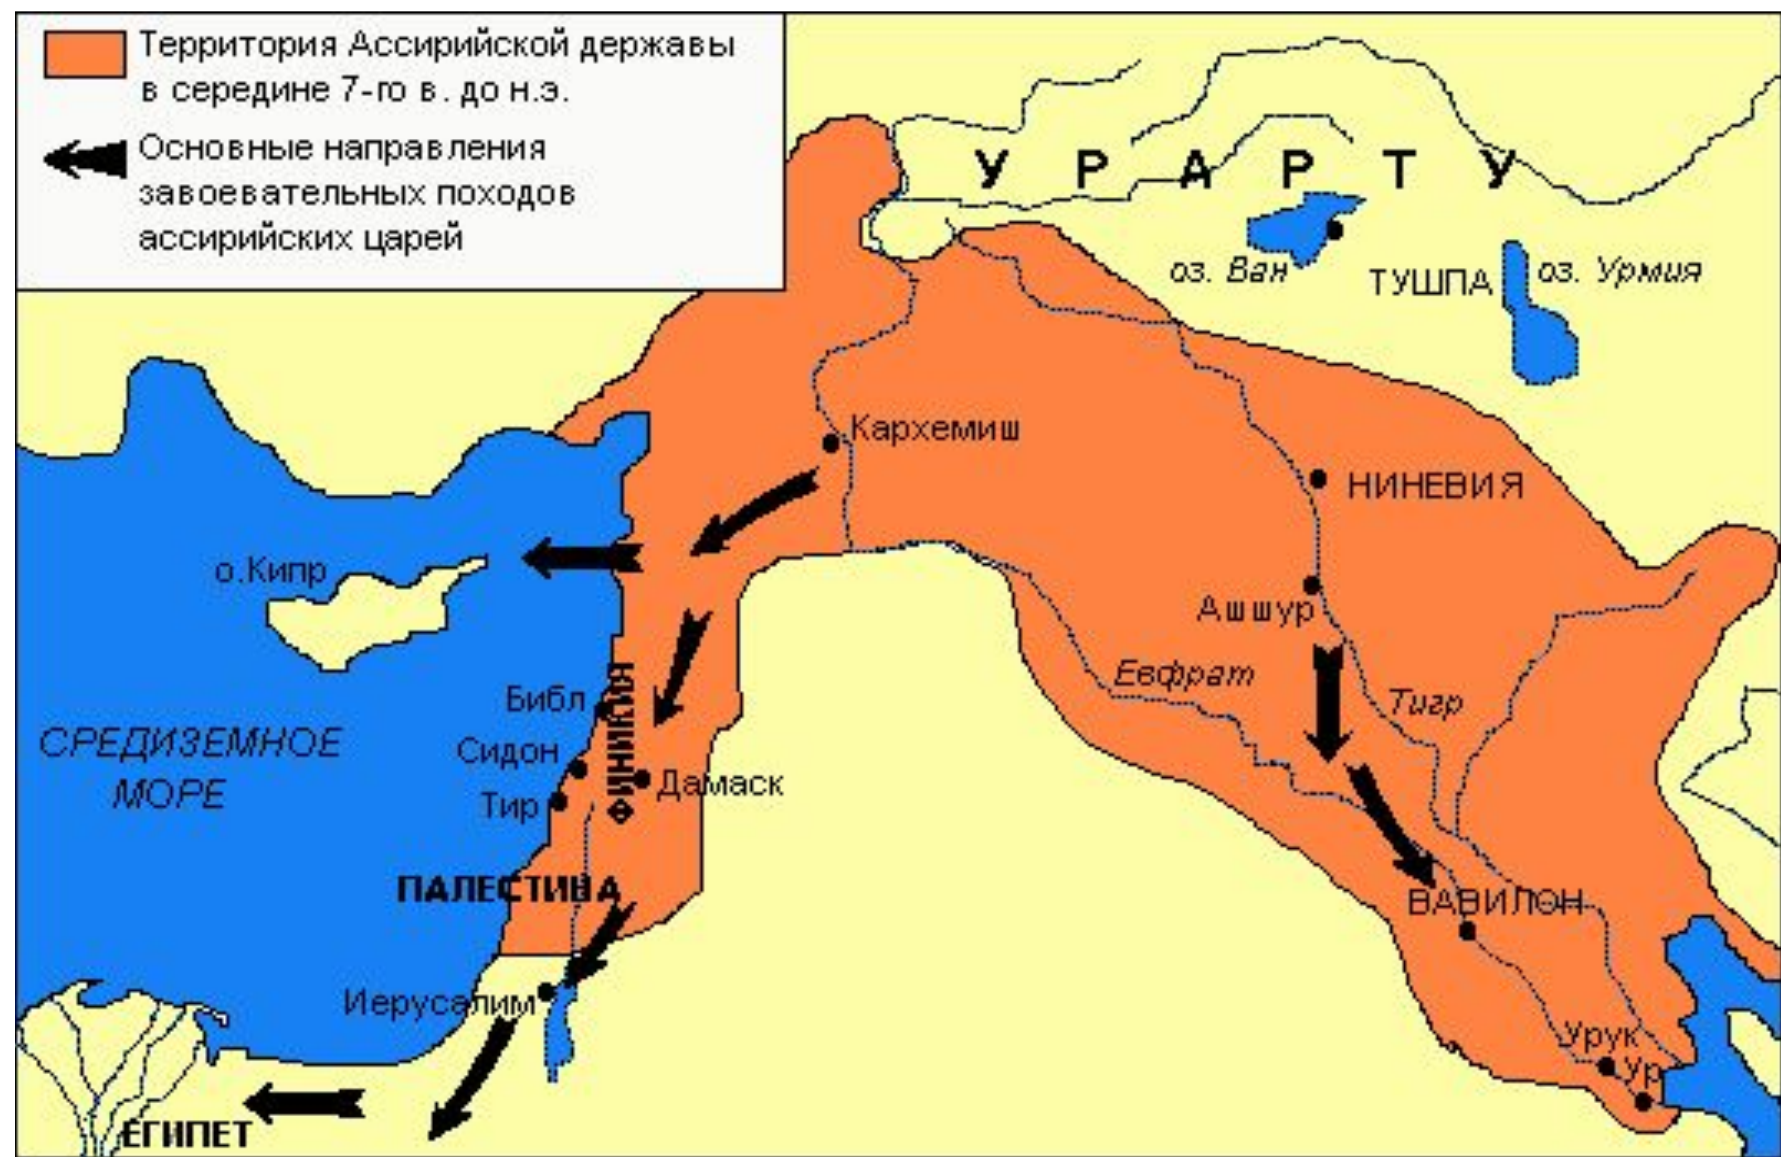 Территория Ассирийской державы
в середине 7-го в. до н.э.
Основные направления
завоевательных походов
ассирийских царей
УРАРТУ
оз. Ван
ТУШПА
оз. Урмия
Кархемиш
НИНЕВИЯ
о.Кипр
Ашшур
Евфрат
Тигр
Библ
ФИНИКИЯ
СРЕДИЗЕМНОЕ
МОРЕ
Сидон
Дамаск
Тир
ПАЛЕСТИНА
ВАВИЛОН
Иерусалим
Урук
Ур
ЕГИПЕТ